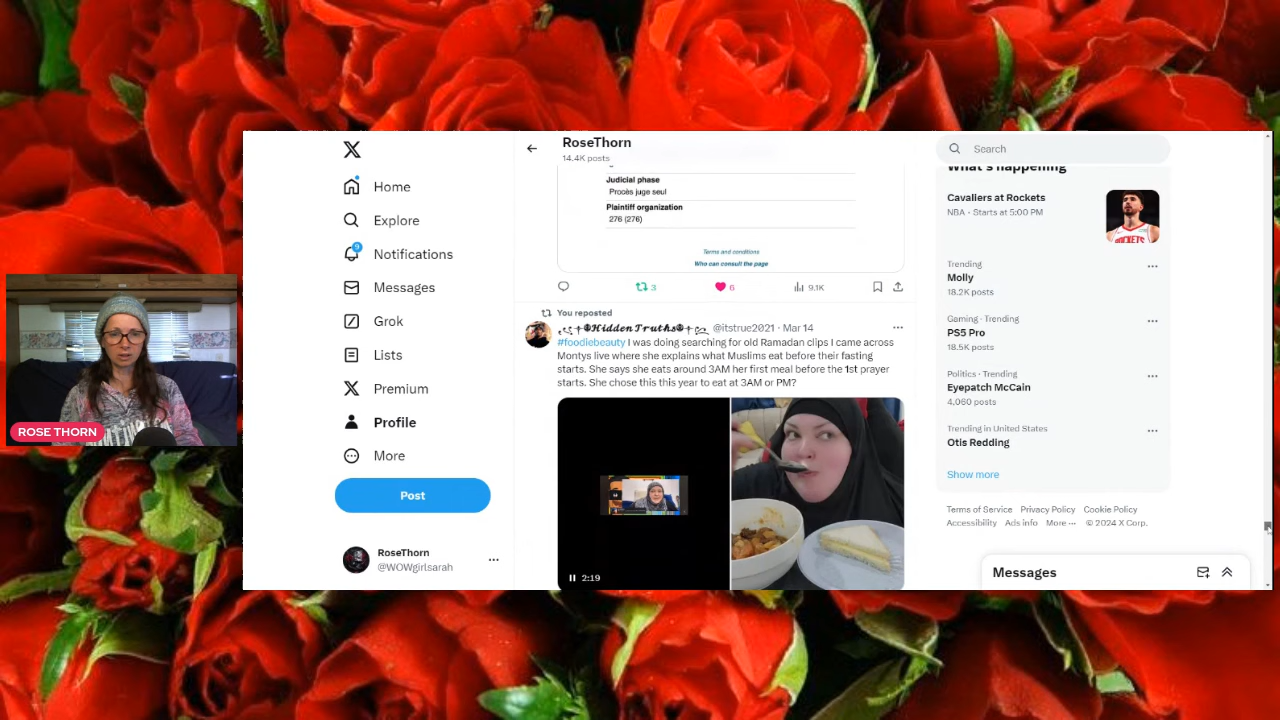 RoseThorn
14.4K posts
Search
What's happening
Judicial phase
Procès juge seul
Plaintiff organization
276 (276)
Terms and conditions
Who can consult the page
3
6
9.1K
Home
Explore
9
Notifications
Messages
Grok
Lists
Premium
Profile
More
Post
RoseThorn
@WOWgirlsarah
You reposted
Hidden Truths @itstrue2021 · Mar 14
#foodiebeauty I was doing searching for old Ramadan clips I came across
Montys live where she explains what Muslims eat before their fasting
starts. She says she eats around 3AM her first meal before the 1st prayer
starts. She chose this this year to eat at 3AM or PM?
2:19
Cavaliers at Rockets
NBA · Starts at 5:00 PM
ROCKETS
Trending
Molly
18.2K posts
Gaming · Trending
PS5 Pro
18.5K posts
Politics · Trending
Eyepatch McCain
4,060 posts
Trending in United States
Otis Redding
Show more
Terms of Service Privacy Policy Cookie Policy
Accessibility Ads info More ··· © 2024 X Corp.
Messages
ROSE THORN